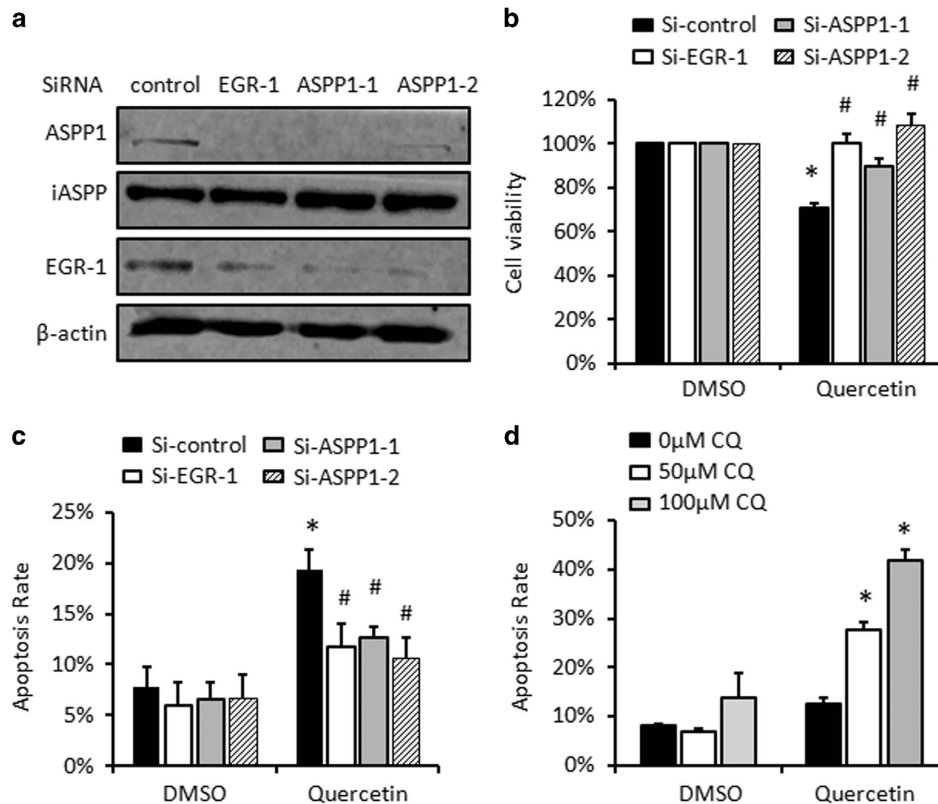 a
SiRNA control EGR-1 ASPP1-1 ASPP1-2
ASPP1
iASPP
EGR-1
β-actin
b
Si-control Si-ASPP1-1
Si-EGR-1 Si-ASPP1-2
Cell viability
120%
100%
80%
60%
40%
20%
0%
* # # #
DMSO Quercetin
c
Si-control Si-ASPP1-1
Si-EGR-1 Si-ASPP1-2
Apoptosis Rate
25%
20%
15%
10%
5%
0%
* # # #
DMSO Quercetin
d
0μM CQ
50μM CQ
100μM CQ
Apoptosis Rate
50%
40%
30%
20%
10%
0%
* *
DMSO Quercetin